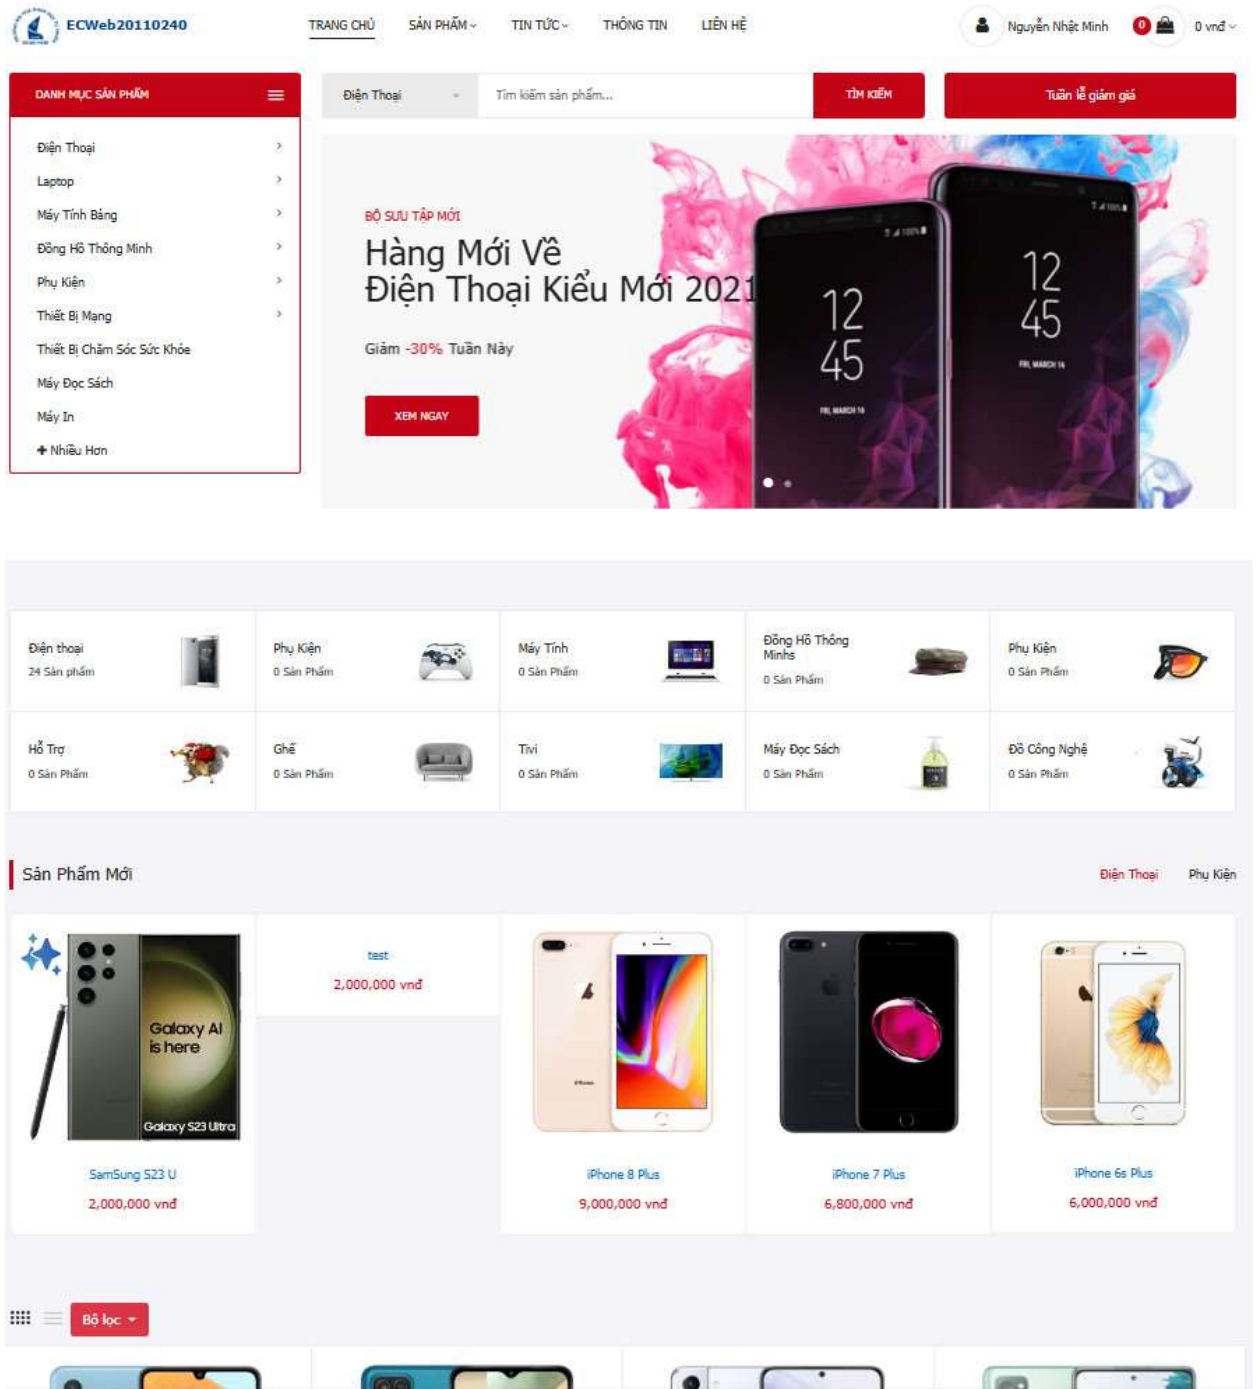 ECWeb20110240
TRANG CHỦ
SẢN PHẨM
TIN TỨC
THÔNG TIN
LIÊN HỆ
Nguyễn Nhật Minh
0
0 vnđ
DANH MỤC SẢN PHẨM
Điện Thoại
Tìm kiếm sản phẩm...
TÌM KIẾM
Tuần lễ giảm giá
Điện Thoại
Laptop
Máy Tính Bảng
Đồng Hồ Thông Minh
Phụ Kiện
Thiết Bị Mạng
Thiết Bị Chăm Sóc Sức Khỏe
Máy Đọc Sách
Máy In
+ Nhiều Hơn
BỘ SƯU TẬP MỚI
Hàng Mới Về
Điện Thoại Kiểu Mới 2021
Giảm -30% Tuần Này
XEM NGAY
100%
12
45
FRI, MARCH 16
100%
12
45
FRI, MARCH 16
Điện thoại
24 Sản phẩm
Phụ Kiện
0 Sản Phẩm
Máy Tính
0 Sản Phẩm
Đồng Hồ Thông
Minhs
0 Sản Phẩm
Phụ Kiện
0 Sản Phẩm
Hỗ Trợ
0 Sản Phẩm
Ghế
0 Sản Phẩm
Tivi
0 Sản Phẩm
Máy Đọc Sách
0 Sản Phẩm
Đồ Công Nghệ
0 Sản Phẩm
Sản Phẩm Mới
Điện Thoại
Phụ Kiện
Galaxy AI
is here
Galaxy S23 Ultra
SamSung S23 U
2,000,000 vnđ
test
2,000,000 vnđ
iPhone 8 Plus
9,000,000 vnđ
iPhone 7 Plus
6,800,000 vnđ
iPhone 6s Plus
6,000,000 vnđ
Bộ lọc